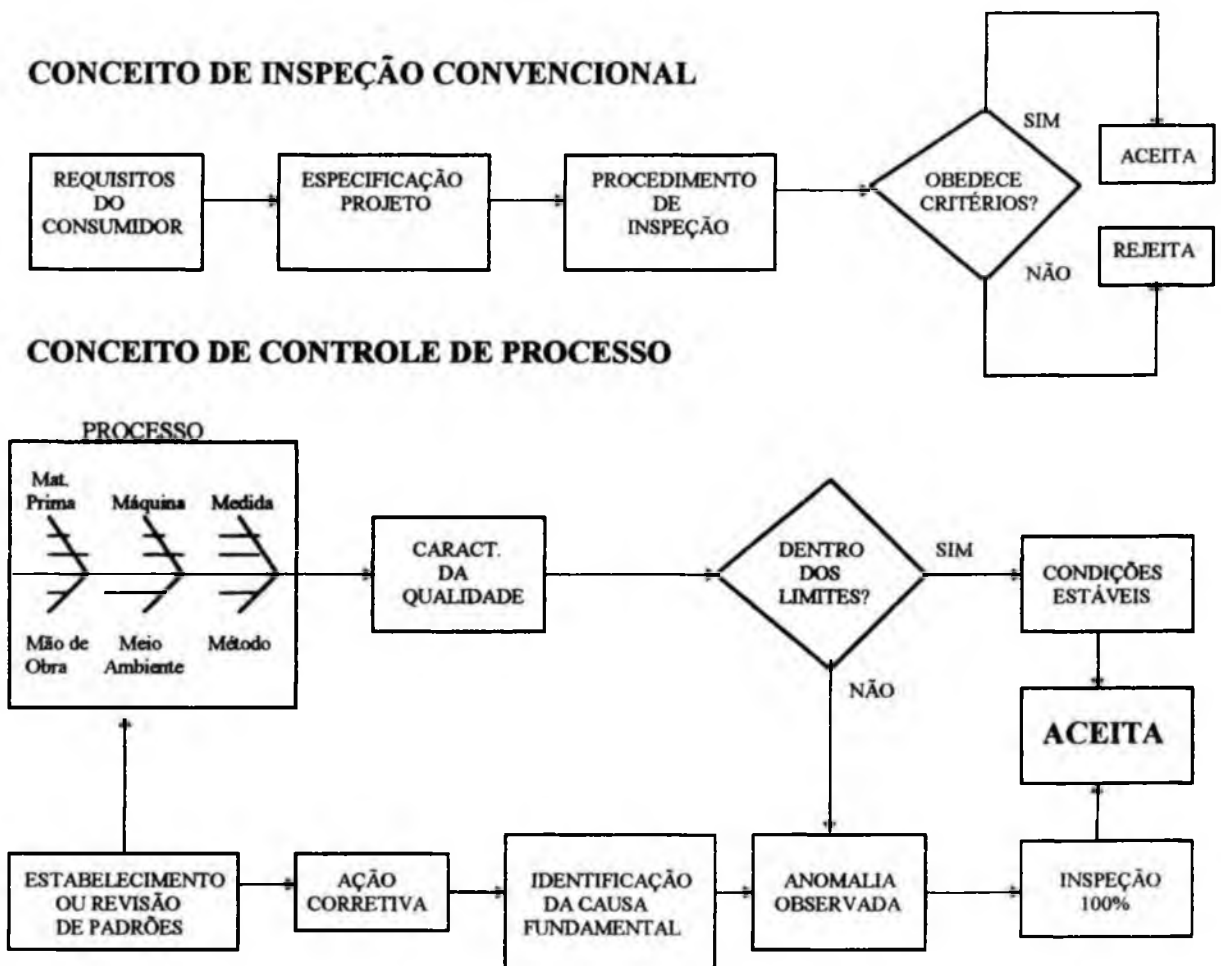 CONCEITO DE INSPEÇÃO CONVENCIONAL
REQUISITOS
DO
CONSUMIDOR
ESPECIFICAÇÃO
PROJETO
PROCEDIMENTO
DE
INSPEÇÃO
OBEDECE
CRITÉRIOS?
SIM
ACEITA
NÃO
REJEITA
CONCEITO DE CONTROLE DE PROCESSO
PROCESSO
Mat.
Prima
Máquina
Medida
Mão de
Obra
Meio
Ambiente
Método
CARACT.
DA
QUALIDADE
DENTRO
DOS
LIMITES?
SIM
CONDIÇÕES
ESTÁVEIS
NÃO
ACEITA
ESTABELECIMENTO
OU REVISÃO
DE PADRÕES
AÇÃO
CORRETIVA
IDENTIFICAÇÃO
DA CAUSA
FUNDAMENTAL
ANOMALIA
OBSERVADA
INSPEÇÃO
100%